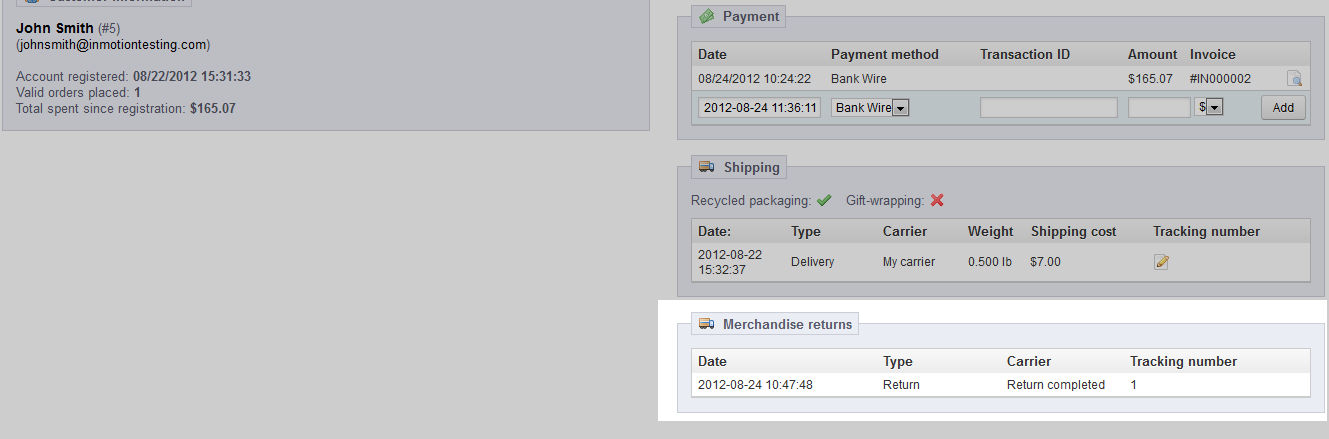 Customer information
John Smith (#5)
(johnsmith@inmotiontesting.com)
Account registered: 08/22/2012 15:31:33
Valid orders placed: 1
Total spent since registration: $165.07
Payment
Date Payment method Transaction ID Amount Invoice
08/24/2012 10:24:22 Bank Wire $165.07 #IN000002
2012-08-24 11:36:11 Bank Wire $ Add
Shipping
Recycled packaging: Gift-wrapping:
Date: Type Carrier Weight Shipping cost Tracking number
2012-08-22
15:32:37 Delivery My carrier 0.500 lb $7.00
Merchandise returns
Date Type Carrier Tracking number
2012-08-24 10:47:48 Return Return completed 1